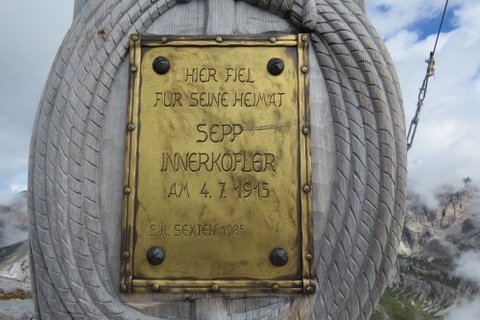 HIER FIEL
FÜR SEINE HEIMAT
SEPP
INNERKOFLER
AM 4.7.1915
S.K. SEXTEN 1985